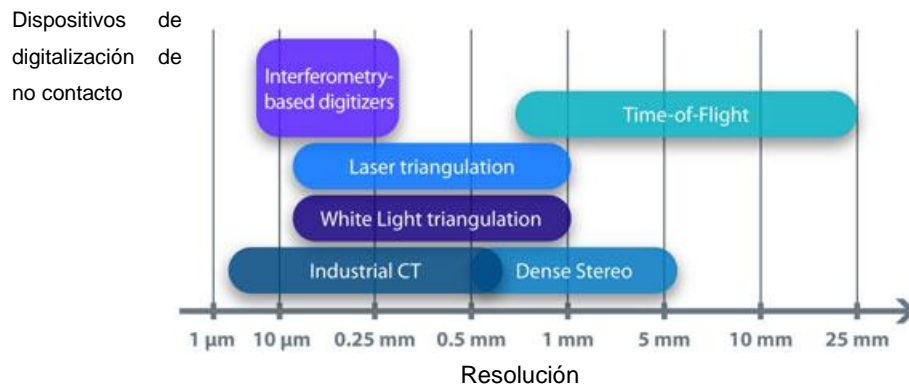 Dispositivos de
digitalización de
no contacto
Interferometry-
based digitizers
Time-of-Flight
Laser triangulation
White Light triangulation
Industrial CT
Dense Stereo
1 μm 10 μm 0.25 mm 0.5 mm 1 mm 5 mm 10 mm 25 mm
Resolución